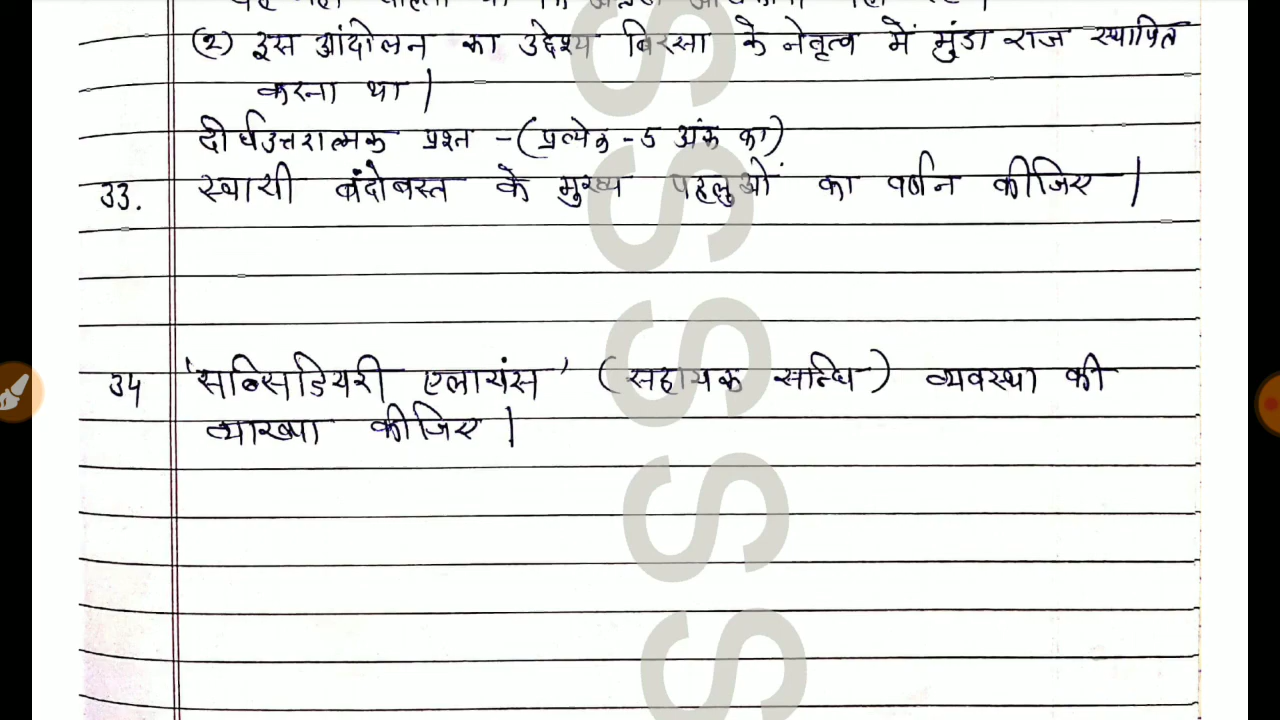 (2) इस आंदोलन का उद्देश्य बिरसा के नेतृत्व में मुंडा राज स्थापित
करना था |
दीर्घउत्तरात्मक प्रश्न -(प्रत्येक - 5 अंक का)
33. स्थायी बंदोबस्त के मुख्य पहलुओं का वर्णन कीजिए |
34 'सब्सिडियरी एलायंस' (सहायक सन्धि) व्यवस्था की
व्याख्या कीजिए |
SSSSS